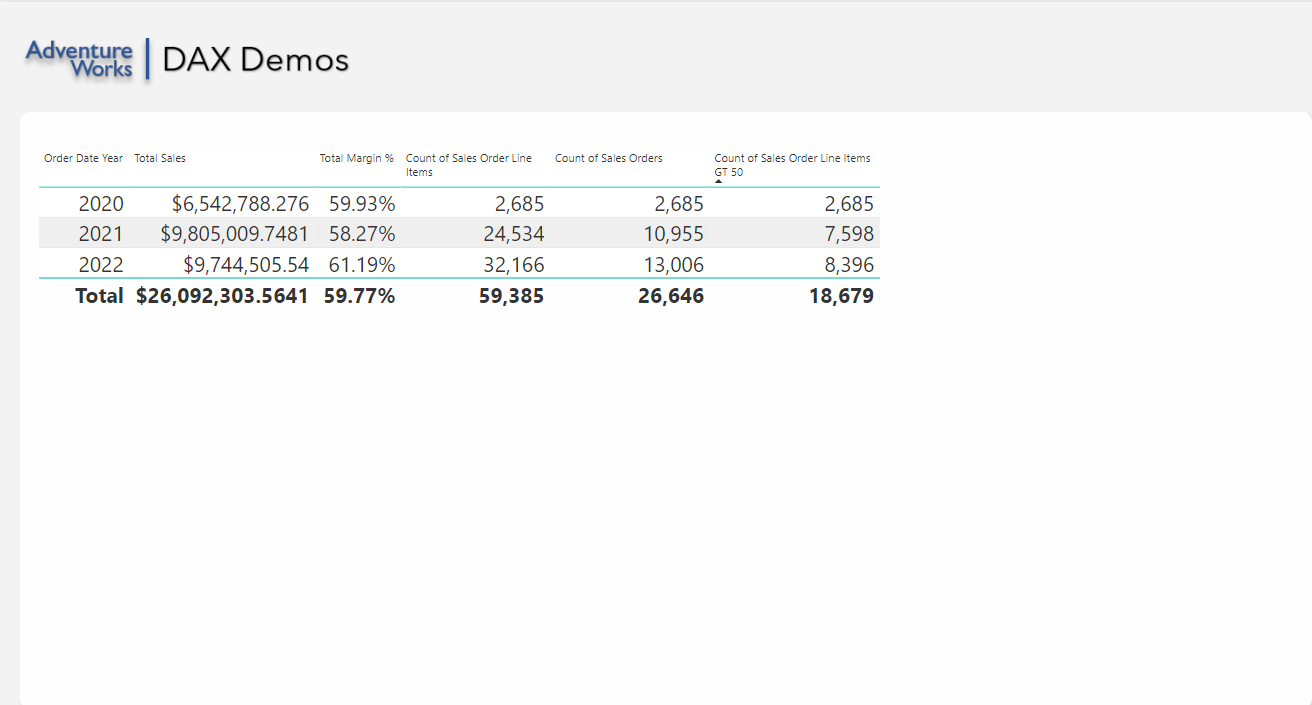 Adventure
Works
DAX Demos
Order Date Year Total Sales Total Margin % Count of Sales Order Line Items Count of Sales Orders Count of Sales Order Line Items GT 50
2020 $6,542,788.276 59.93% 2,685 2,685 2,685
2021 $9,805,009.7481 58.27% 24,534 10,955 7,598
2022 $9,744,505.54 61.19% 32,166 13,006 8,396
Total $26,092,303.5641 59.77% 59,385 26,646 18,679